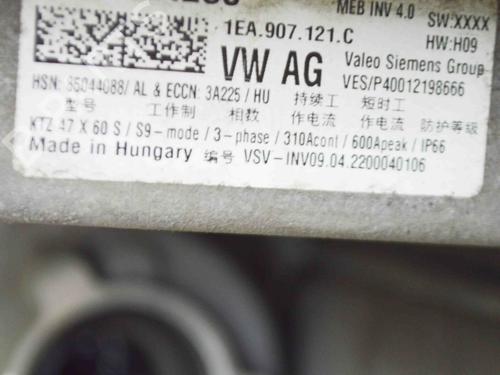 MEB INV 4.0 SW:XXXX
1EA.907.121.C HW:H09
VW AG Valeo Siemens Group
VES/P40012198666
HSN: 85044088/ AL & ECCN: 3A225 / HU
型号 工作制 相数 持续工作电流 短时工作电流 防护等级
KTZ 47 X 60 S / S9-mode / 3-phase / 310Acont / 600Apeak / IP66
Made in Hungary 编号 VSV-INV09.04.2200040106